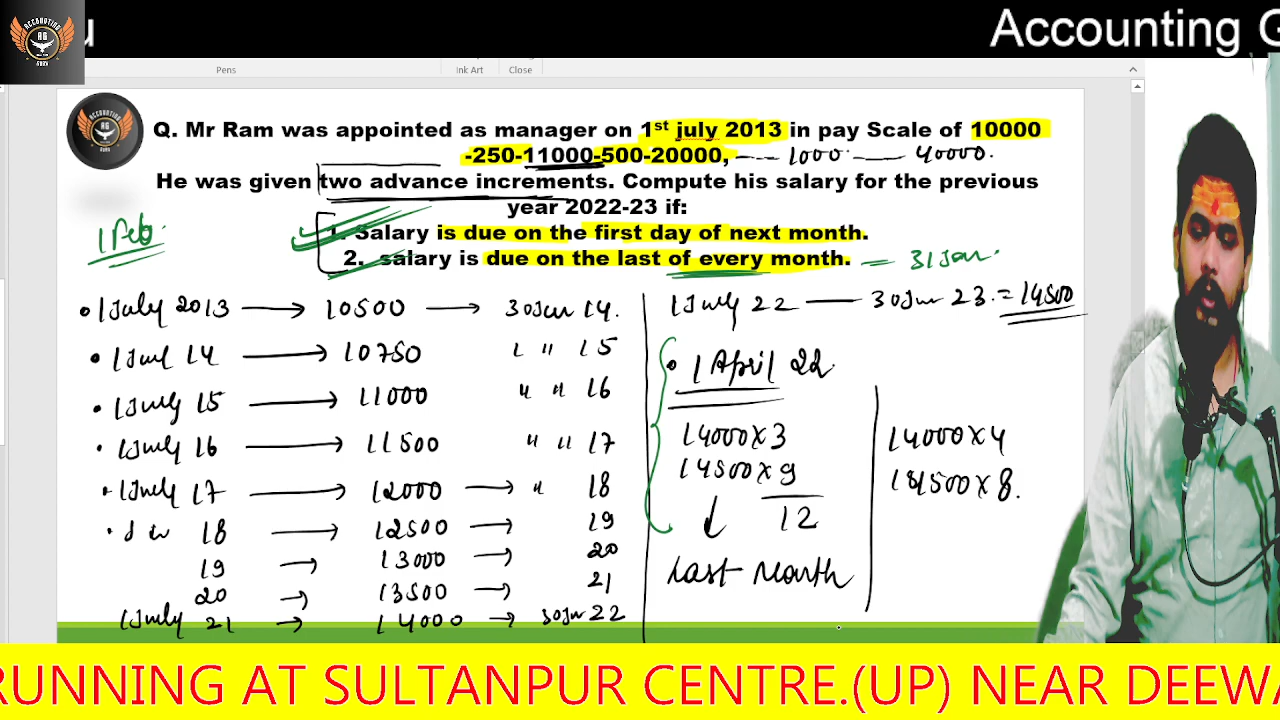 u
Accounting G
ACCOUNTING
AG
GURU
Pens
Ink Art
Close
ACCOUNTING
AG
GURU
Q. Mr Ram was appointed as manager on 1st july 2013 in pay Scale of 10000
-250-11000-500-20000, --- 1000 — 40000.
He was given two advance increments. Compute his salary for the previous
year 2022-23 if:
1. Salary is due on the first day of next month.
2. salary is due on the last of every month. = 31 Jan.
1 Feb.
• 1 July 2013 → 10500 → 30 Jun 14.
• 1 Jul 14 → 10750 1 " 15
• 1 July 15 → 11000 " " 16
• 1 July 16 → 11500 " " 17
• 1 July 17 → 12000 → " 18
18 → 12500 → 19
19 → 13000 → 20
20 → 13500 → 21
1 July 21 → 14000 → 30 Jun 22
1 July 22 — 30 Jun 23. = 14500
• 1 April 22.
14000 x 3
14500 x 9
↓ 12
Last Month
14000 x 4
14500 x 8.
RUNNING AT SULTANPUR CENTRE.(UP) NEAR DEEWA